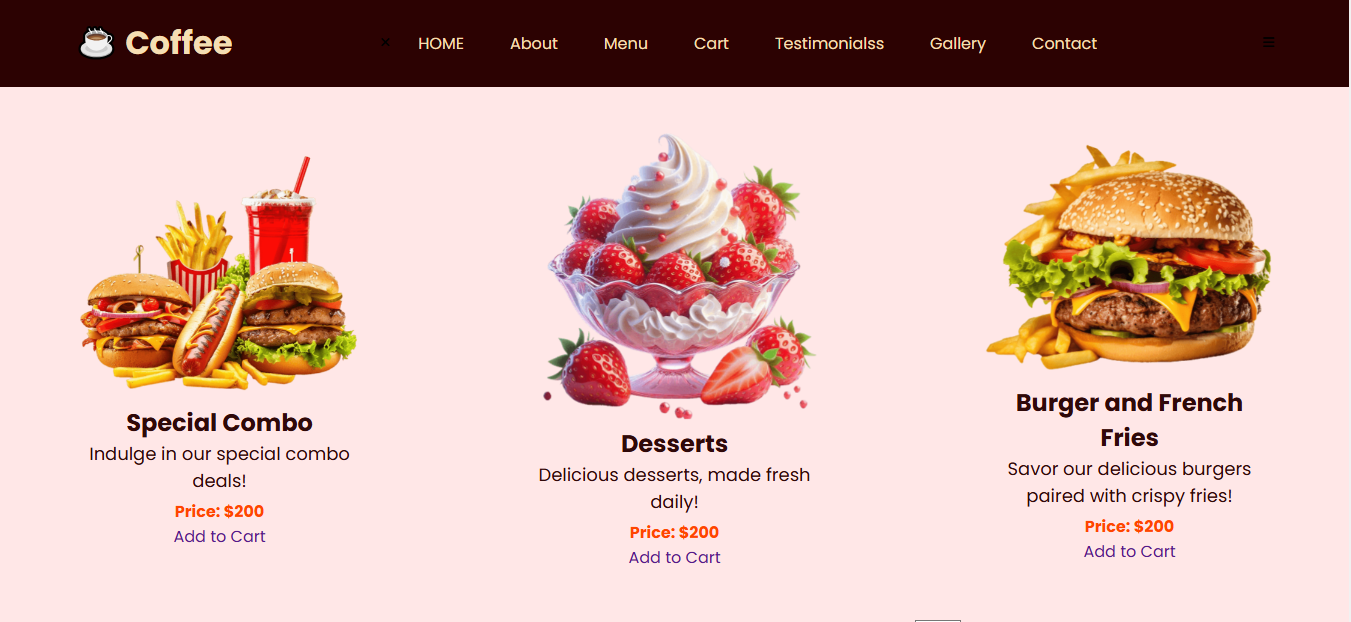 Coffee
× HOME About Menu Cart Testimonialss Gallery Contact ≡
Special Combo
Indulge in our special combo
deals!
Price: $200
Add to Cart
Desserts
Delicious desserts, made fresh
daily!
Price: $200
Add to Cart
Burger and French
Fries
Savor our delicious burgers
paired with crispy fries!
Price: $200
Add to Cart